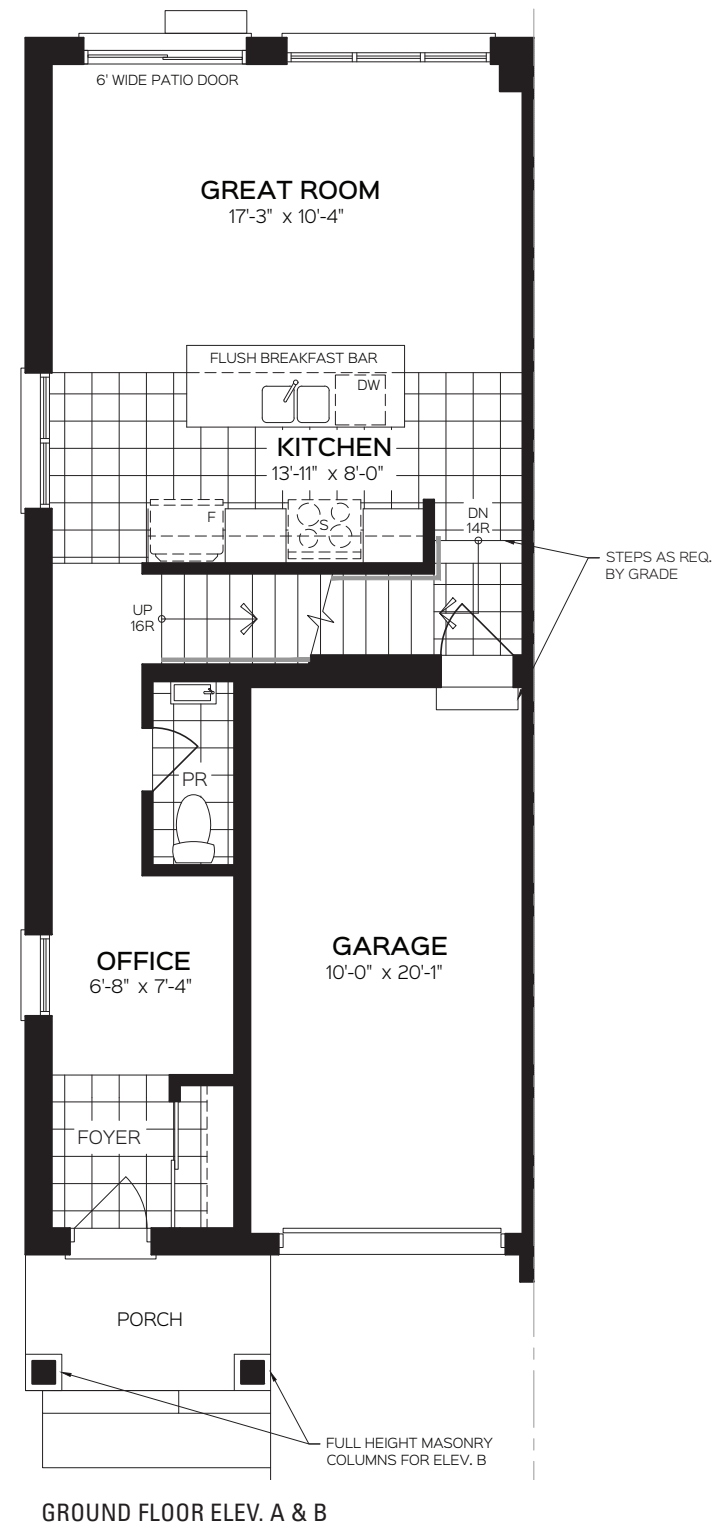 6' WIDE PATIO DOOR
GREAT ROOM
17'-3" x 10'-4"
FLUSH BREAKFAST BAR
DW
KITCHEN
13'-11" x 8'-0"
F
S
DN
14R
STEPS AS REQ.
BY GRADE
UP
16R
PR
OFFICE
6'-8" x 7'-4"
GARAGE
10'-0" x 20'-1"
FOYER
PORCH
FULL HEIGHT MASONRY
COLUMNS FOR ELEV. B
GROUND FLOOR ELEV. A & B